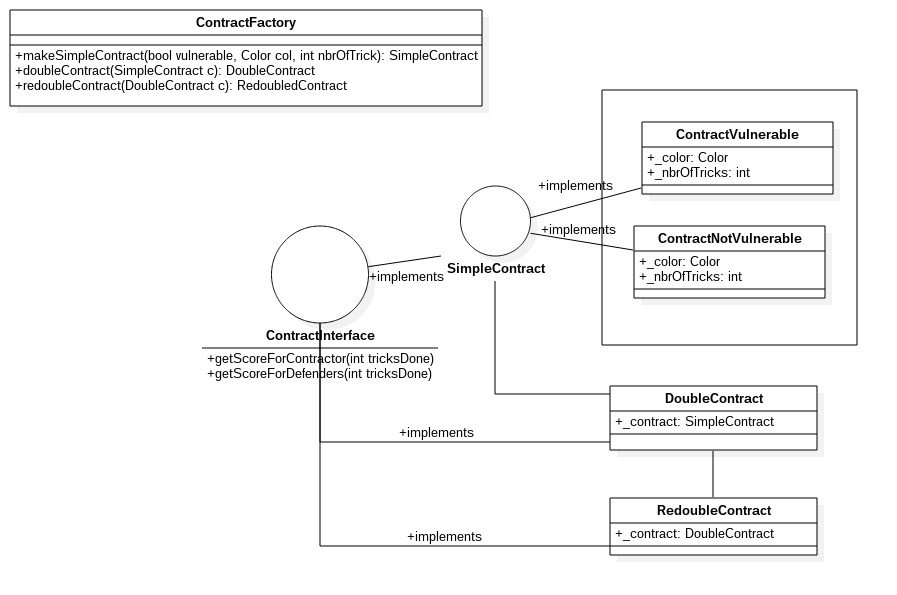 ContractFactory
+makeSimpleContract(bool vulnerable, Color col, int nbrOfTrick): SimpleContract
+doubleContract(SimpleContract c): DoubleContract
+redoubleContract(DoubleContract c): RedoubledContract
ContractVulnerable
+_color: Color
+_nbrOfTricks: int
+implements
+implements
ContractNotVulnerable
+_color: Color
+_nbrOfTricks: int
SimpleContract
+implements
ContractInterface
+getScoreForContractor(int tricksDone)
+getScoreForDefenders(int tricksDone)
DoubleContract
+_contract: SimpleContract
+implements
RedoubleContract
+_contract: DoubleContract
+implements